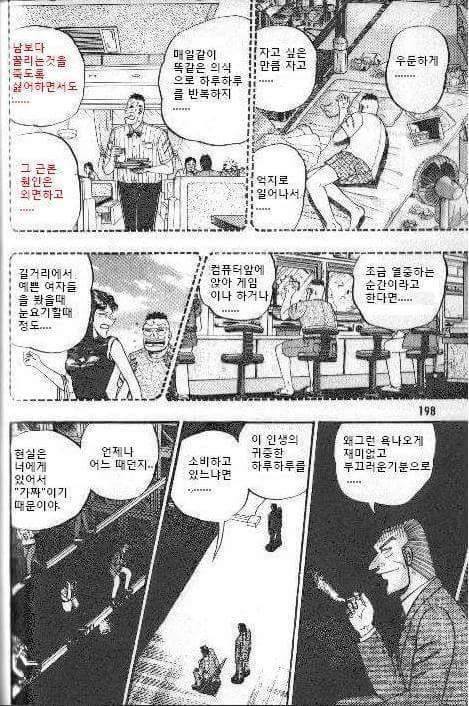 우둔하게
........
자고 싶은
만큼 자고
.....
억지로
일어나서
.....
매일같이
똑같은 의식
으로 하루하루
를 반복하지
.....
남보다
꿀리는것을
죽도록
싫어하면서도
......
그 근본
원인은
외면하고
.....
조금 열중하는
순간이라고
한다면.....
컴퓨터앞에
앉아 게임
이나 하거나
.....
길거리에서
예쁜 여자들
을 봤을때
눈요기할때
정도....
198
왜그런 욕나오게
재미없고
부끄러운기분으로
.....
이 인생의
귀중한
하루하루를
소비하고
있느냐면
.......
언제나
어느 때던지..
현실은
너에게
있어서
"가짜"이기
때문이야.